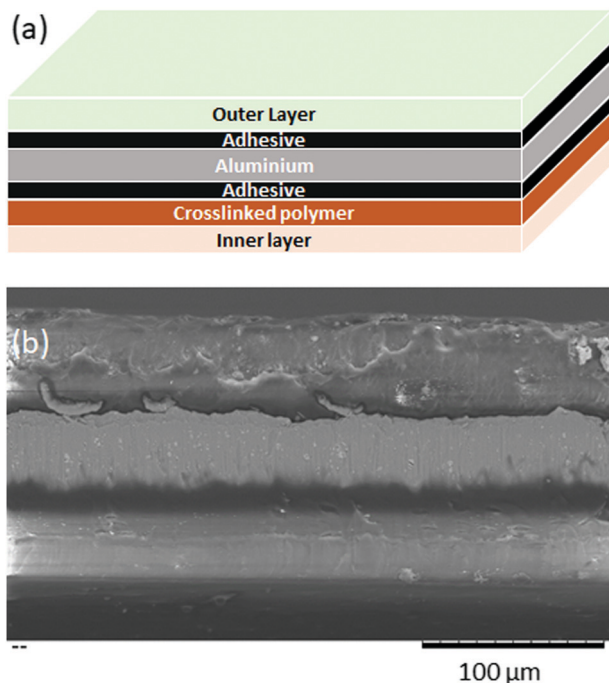 (a)
Outer Layer
Adhesive
Aluminium
Adhesive
Crosslinked polymer
Inner layer
(b)
--
100 μm